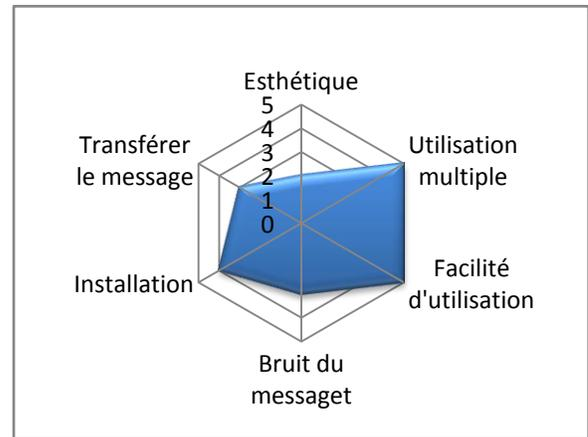 Esthétique
5
4
3
2
1
0
Utilisation
multiple
Facilité
d'utilisation
Bruit du
messaget
Installation
Transférer
le message